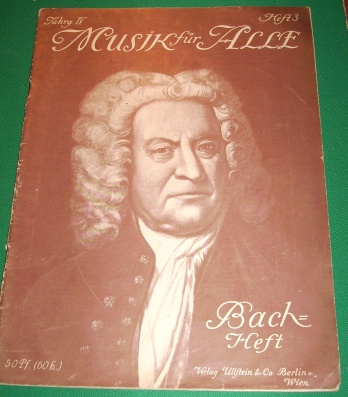 Jahrg IV Heft 3
MUSIK für ALLE
Bach=
Heft
50 Pf. (60 h.)
Verlag Ullstein & Co Berlin u.
Wien